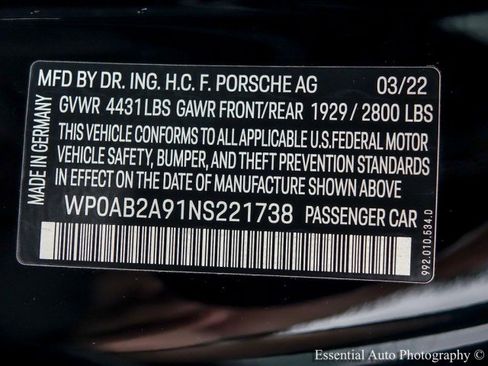 MFD BY DR. ING. H.C. F. PORSCHE AG 03/22
GVWR 4431LBS GAWR FRONT/REAR 1929 / 2800 LBS
THIS VEHICLE CONFORMS TO ALL APPLICABLE U.S.FEDERAL MOTOR
VEHICLE SAFETY, BUMPER, AND THEFT PREVENTION STANDARDS
IN EFFECT ON THE DATE OF MANUFACTURE SHOWN ABOVE
WP0AB2A91NS221738 PASSENGER CAR
MADE IN GERMANY
992.010.534.D
Essential Auto Photography ©